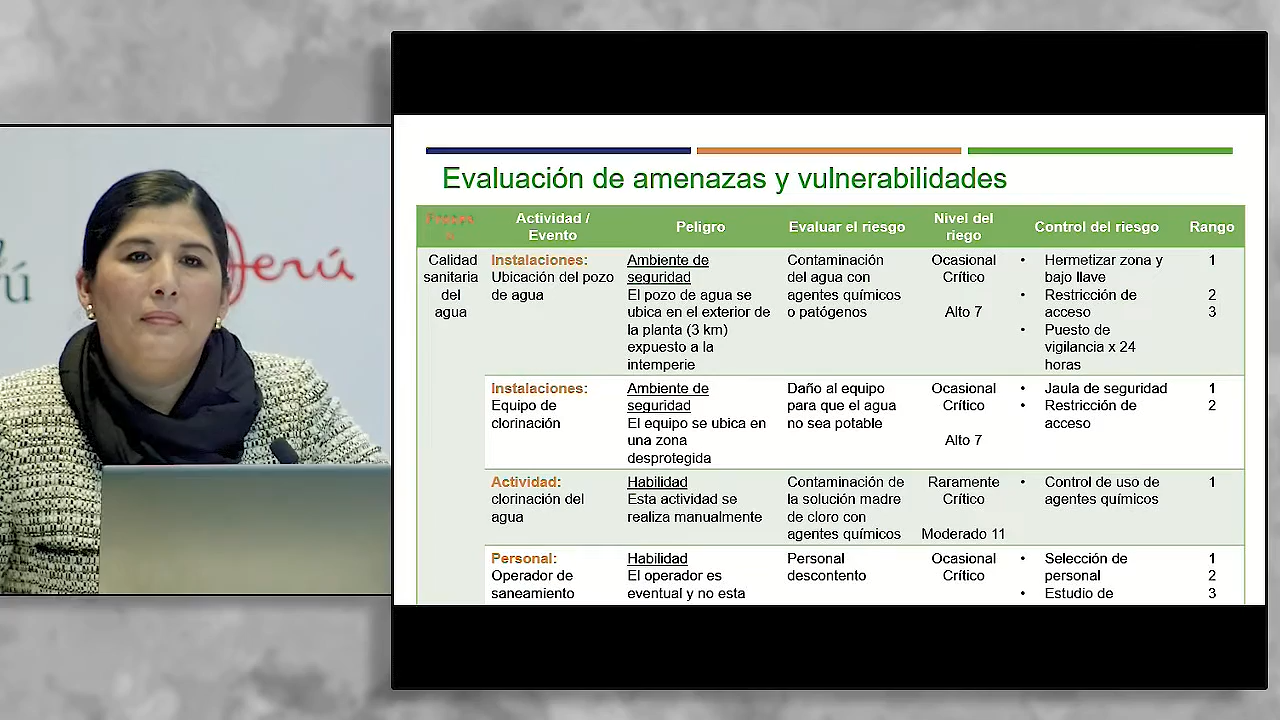 ú
erú
Evaluación de amenazas y vulnerabilidades
Actividad / Evento
Peligro
Evaluar el riesgo
Nivel del riego
Control del riesgo
Rango
Calidad
sanitaria
del
agua
Instalaciones:
Ubicación del pozo
de agua
Ambiente de
seguridad
El pozo de agua se
ubica en el exterior de
la planta (3 km)
expuesto a la
intemperie
Contaminación
del agua con
agentes químicos
o patógenos
Ocasional
Crítico
Alto 7
• Hermetizar zona y
bajo llave
• Restricción de
acceso
• Puesto de
vigilancia x 24
horas
1
2
3
Instalaciones:
Equipo de
clorinación
Ambiente de
seguridad
El equipo se ubica en
una zona
desprotegida
Daño al equipo
para que el agua
no sea potable
Ocasional
Crítico
Alto 7
• Jaula de seguridad
• Restricción de
acceso
1
2
Actividad:
clorinación del
agua
Habilidad
Esta actividad se
realiza manualmente
Contaminación de
la solución madre
de cloro con
agentes químicos
Raramente
Crítico
Moderado 11
• Control de uso de
agentes químicos
1
Personal:
Operador de
saneamiento
Habilidad
El operador es
eventual y no esta
Personal
descontento
Ocasional
Crítico
• Selección de
personal
• Estudio de
1
2
3